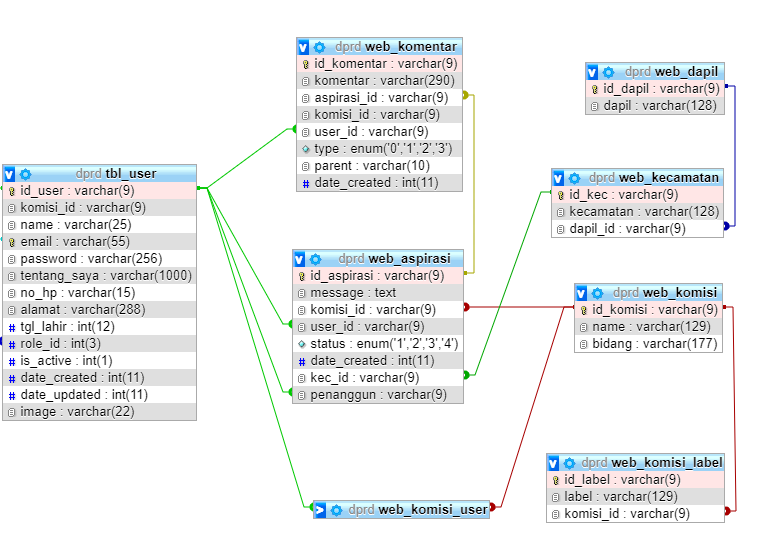 dprd web_komentar
id_komentar : varchar(9)
komentar : varchar(290)
aspirasi_id : varchar(9)
komisi_id : varchar(9)
user_id : varchar(9)
type : enum('0','1','2','3')
parent : varchar(10)
# date_created : int(11)
dprd web_dapil
id_dapil : varchar(9)
dapil : varchar(128)
dprd tbl_user
id_user : varchar(9)
komisi_id : varchar(9)
name : varchar(25)
email : varchar(55)
password : varchar(256)
tentang_saya : varchar(1000)
no_hp : varchar(15)
alamat : varchar(288)
# tgl_lahir : int(12)
# role_id : int(3)
# is_active : int(1)
# date_created : int(11)
# date_updated : int(11)
image : varchar(22)
dprd web_kecamatan
id_kec : varchar(9)
kecamatan : varchar(128)
dapil_id : varchar(9)
dprd web_aspirasi
id_aspirasi : varchar(9)
message : text
komisi_id : varchar(9)
user_id : varchar(9)
status : enum('1','2','3','4')
# date_created : int(11)
kec_id : varchar(9)
penanggun : varchar(9)
dprd web_komisi
id_komisi : varchar(9)
name : varchar(129)
bidang : varchar(177)
dprd web_komisi_label
id_label : varchar(9)
label : varchar(129)
komisi_id : varchar(9)
dprd web_komisi_user